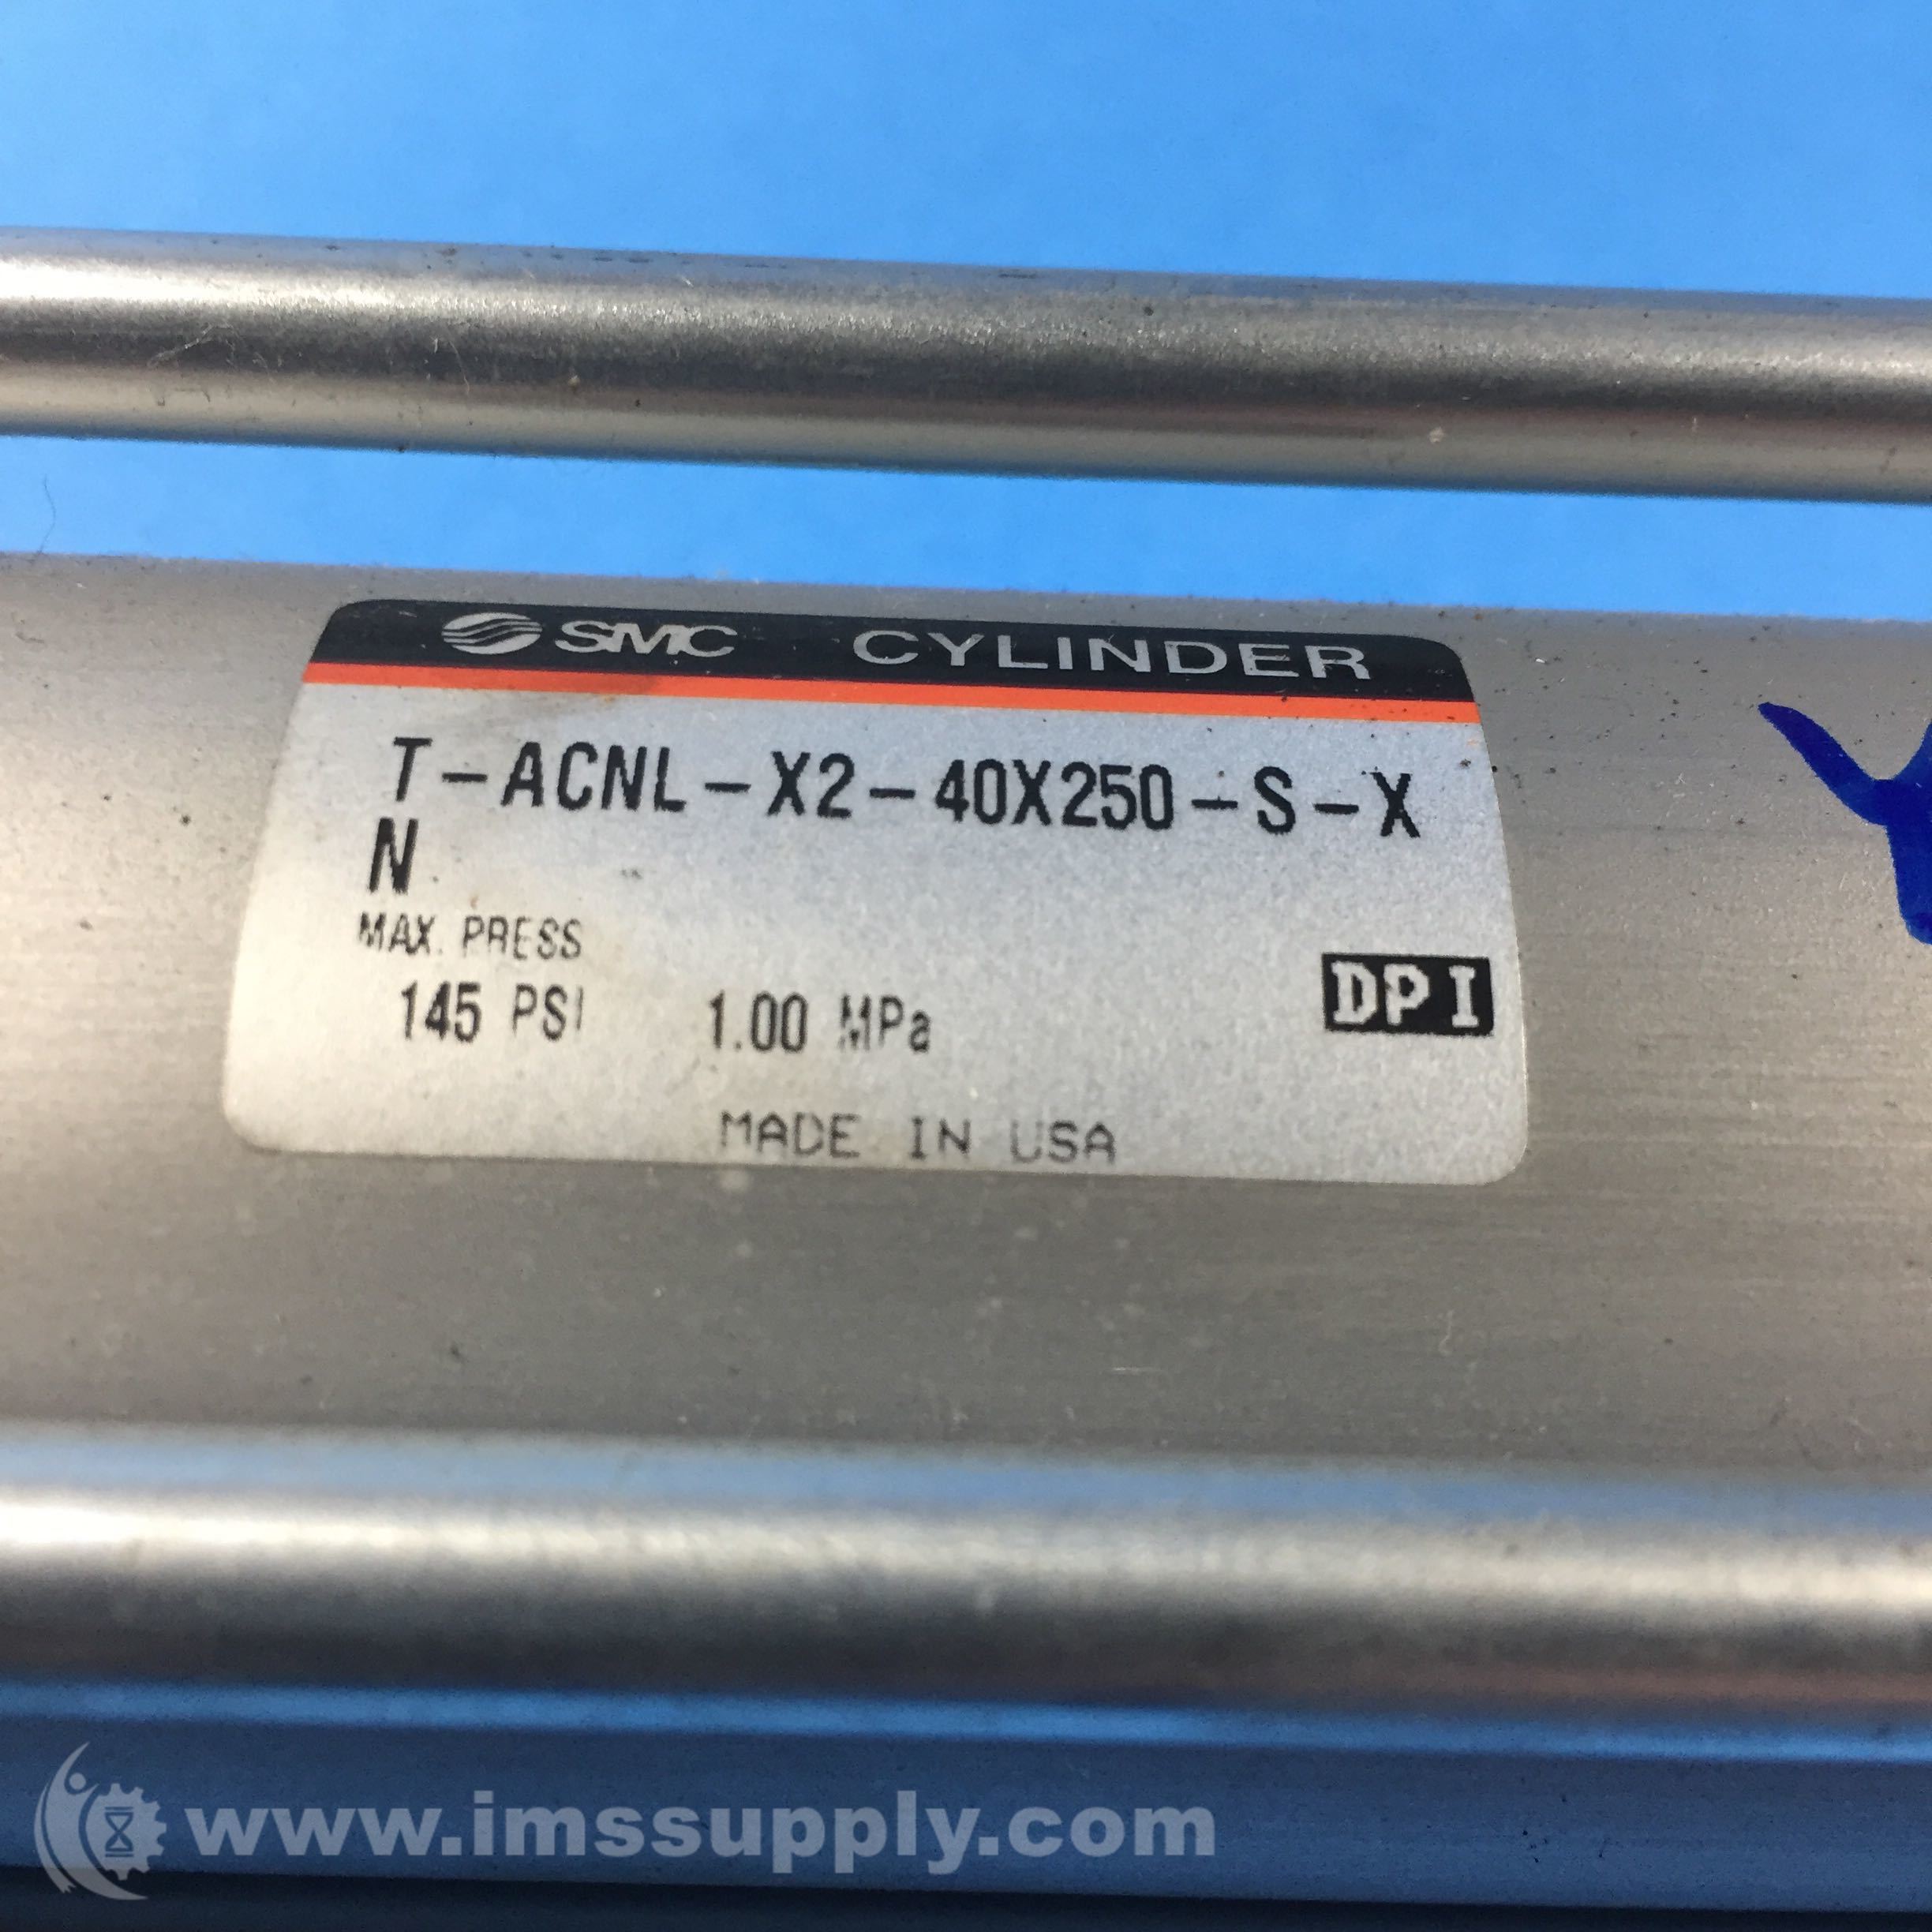 SMC CYLINDER
T-ACNL-X2-40X250-S-X
N
MAX. PRESS
145 PSI 1.00 MPa
DPI
MADE IN USA
www.imssupply.com